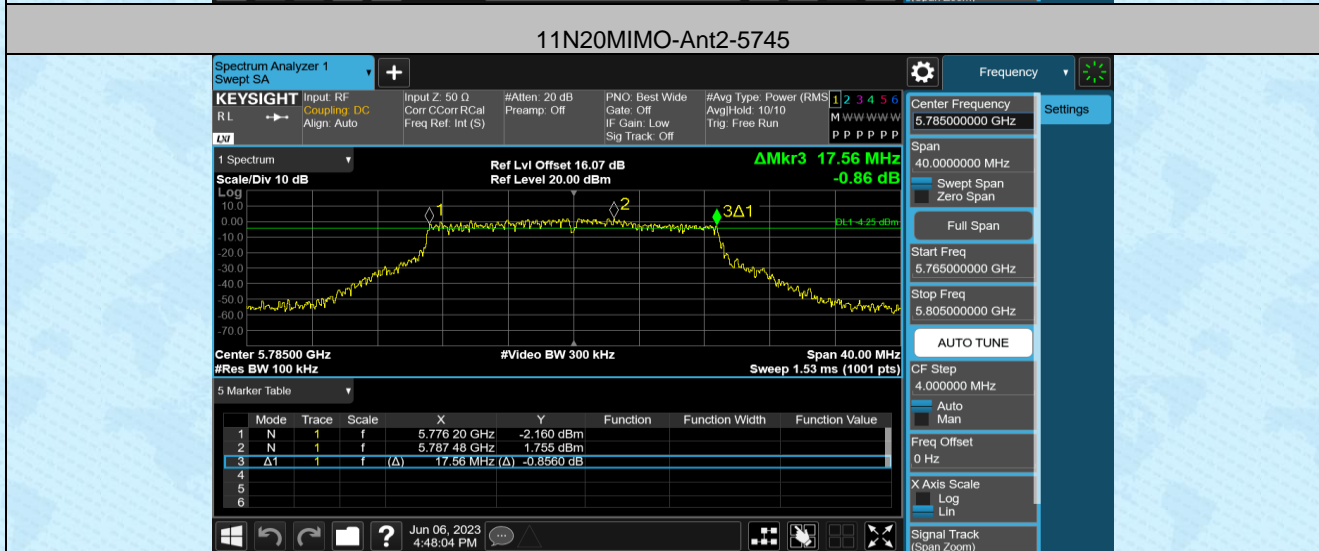 (Span Zoom)
11N20MIMO-Ant2-5745
Spectrum Analyzer 1
Swept SA
+
Frequency
KEYSIGHT
R L
LXI
Input: RF
Coupling: DC
Align: Auto
Input Z: 50 Ω
Corr CCorr RCal
Freq Ref: Int (S)
#Atten: 20 dB
Preamp: Off
PNO: Best Wide
Gate: Off
IF Gain: Low
Sig Track: Off
#Avg Type: Power (RMS
Avg|Hold: 10/10
Trig: Free Run
1 2 3 4 5 6
M W W W W W
P P P P P P
1 Spectrum
Scale/Div 10 dB
Ref Lvl Offset 16.07 dB
Ref Level 20.00 dBm
ΔMkr3 17.56 MHz
-0.86 dB
Log
10.0
0.00
-10.0
-20.0
-30.0
-40.0
-50.0
-60.0
-70.0
1
2
3Δ1
DL1 -4.25 dBm
Center 5.78500 GHz
#Video BW 300 kHz
Span 40.00 MHz
#Res BW 100 kHz
Sweep 1.53 ms (1001 pts)
5 Marker Table
Mode Trace Scale X Y Function Function Width Function Value
1 N 1 f 5.776 20 GHz -2.160 dBm
2 N 1 f 5.787 48 GHz 1.755 dBm
3 Δ1 1 f (Δ) 17.56 MHz (Δ) -0.8560 dB
4
5
6
?
Jun 06, 2023
4:48:04 PM
Center Frequency
5.785000000 GHz
Settings
Span
40.0000000 MHz
Swept Span
Zero Span
Full Span
Start Freq
5.765000000 GHz
Stop Freq
5.805000000 GHz
AUTO TUNE
CF Step
4.000000 MHz
Auto
Man
Freq Offset
0 Hz
X Axis Scale
Log
Lin
Signal Track
(Span Zoom)